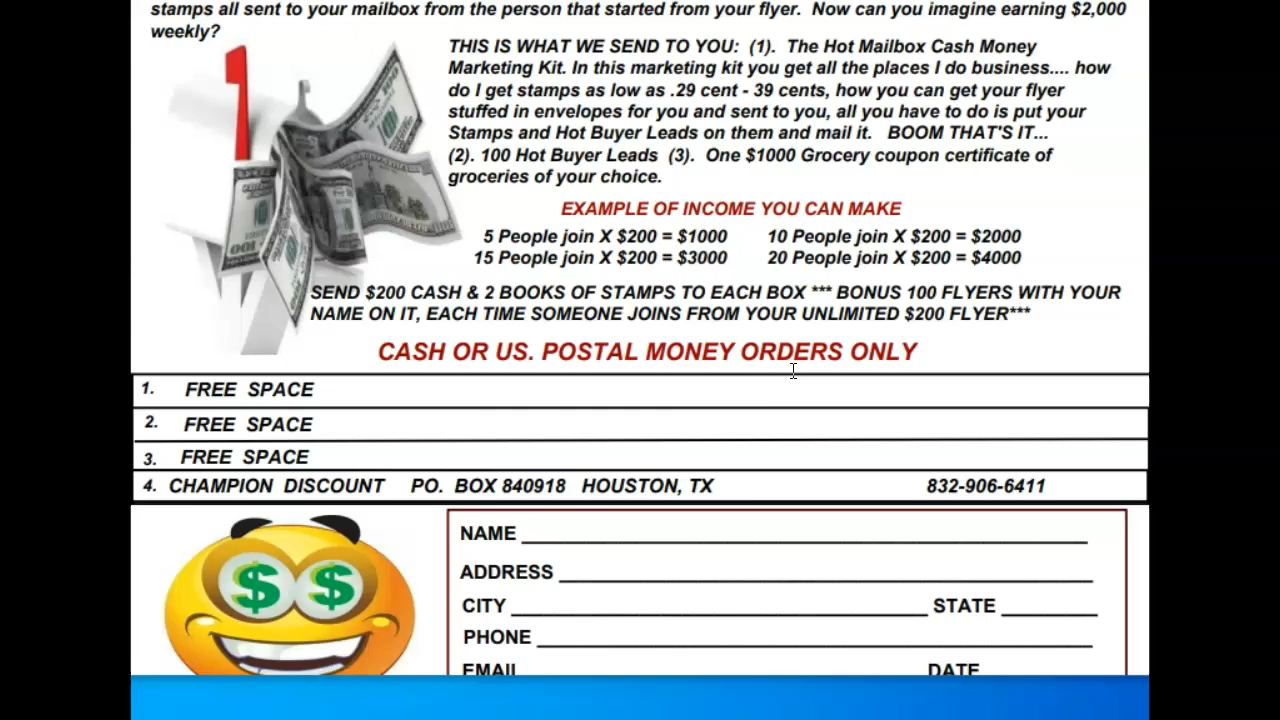 stamps all sent to your mailbox from the person that started from your flyer. Now can you imagine earning $2,000
weekly?
THIS IS WHAT WE SEND TO YOU: (1). The Hot Mailbox Cash Money
Marketing Kit. In this marketing kit you get all the places I do business.... how
do I get stamps as low as .29 cent - 39 cents, how you can get your flyer
stuffed in envelopes for you and sent to you, all you have to do is put your
Stamps and Hot Buyer Leads on them and mail it. BOOM THAT'S IT...
(2). 100 Hot Buyer Leads (3). One $1000 Grocery coupon certificate of
groceries of your choice.
EXAMPLE OF INCOME YOU CAN MAKE
5 People join X $200 = $1000 10 People join X $200 = $2000
15 People join X $200 = $3000 20 People join X $200 = $4000
SEND $200 CASH & 2 BOOKS OF STAMPS TO EACH BOX *** BONUS 100 FLYERS WITH YOUR
NAME ON IT, EACH TIME SOMEONE JOINS FROM YOUR UNLIMITED $200 FLYER***
CASH OR US. POSTAL MONEY ORDERS ONLY
1. FREE SPACE
2. FREE SPACE
3. FREE SPACE
4. CHAMPION DISCOUNT PO. BOX 840918 HOUSTON, TX 832-906-6411
NAME
ADDRESS
CITY STATE
PHONE
EMAIL DATE